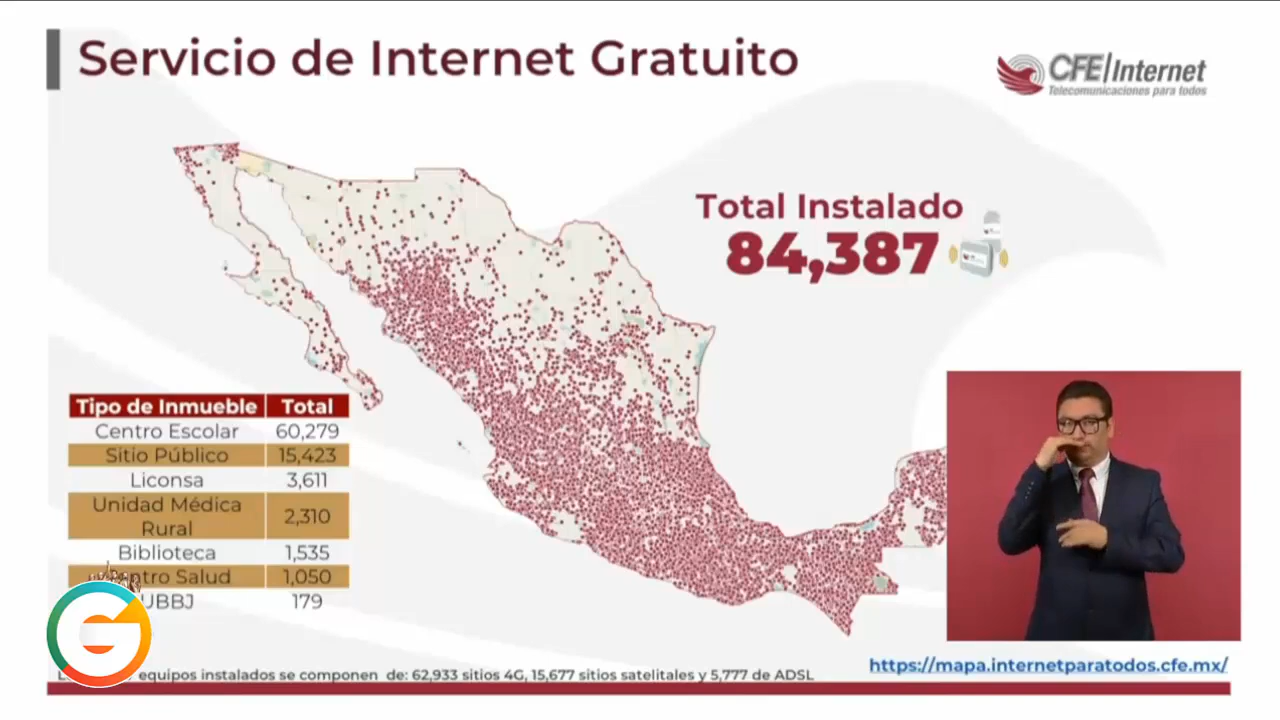 Servicio de Internet Gratuito
CFE/Internet
Telecomunicaciones para todos
Total Instalado
84,387
Tipo de Inmueble Total
Centro Escolar 60,279
Sitio Público 15,423
Liconsa 3,611
Unidad Médica
Rural 2,310
Biblioteca 1,535
Salud 1,050
UBBJ 179
equipos instalados se componen de: 62,933 sitios 4G, 15,677 sitios satelitales y 5,777 de ADSL
https://mapa.internetparatodos.cfe.mx/